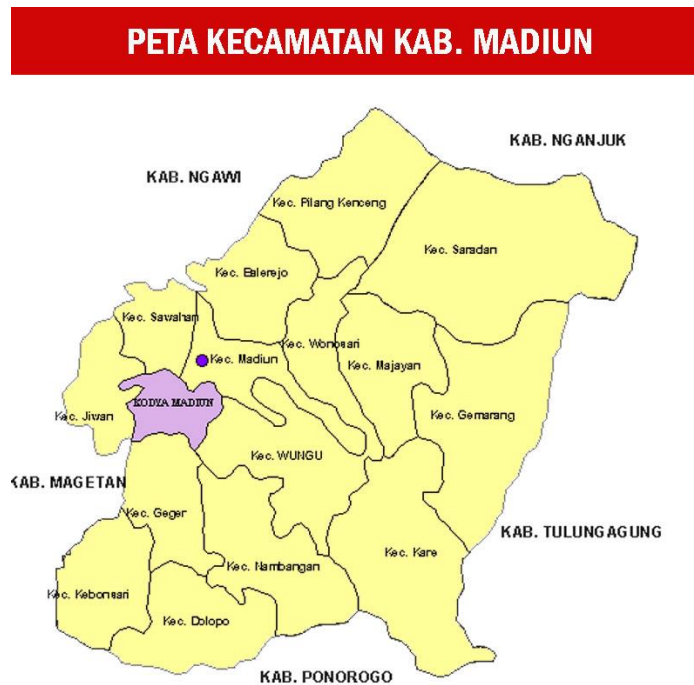 PETA KECAMATAN KAB. MADIUN
KAB. NGANJUK
KAB. NGAWI
Kec. Pilang Kenceng
Kec. Saradan
Kec. Balerejo
Kec. Sawahan
Kec. Wonosari
Kec. Madiun
Kec. Majayan
KODYA MADIUN
Kec. Jiwan
Kec. Gemarang
Kec. WUNGU
KAB. MAGETAN
Kec. Geger
KAB. TULUNGAGUNG
Kec. Kare
Kec. Nambangan
Kec. Kebonsari
Kec. Dolopo
KAB. PONOROGO